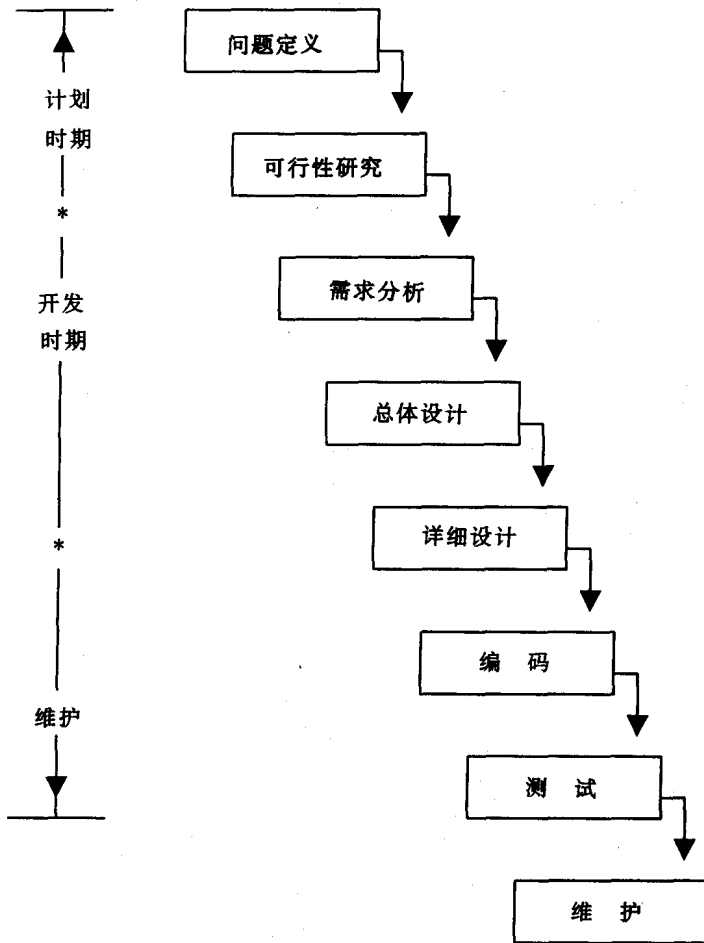 问题定义
计划
时期
可行性研究
*
需求分析
开发
时期
总体设计
详细设计
*
编 码
维护
测 试
维 护